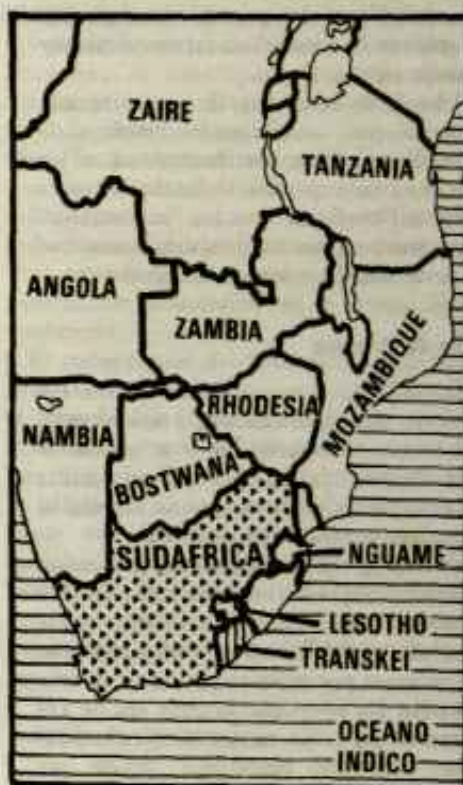 ZAIRE
TANZANIA
ANGOLA
ZAMBIA
MOZAMBIQUE
RHODESIA
NAMBIA
BOSTWANA
SUDAFRICA
NGUAME
LESOTHO
TRANSKEI
OCEANO
INDICO